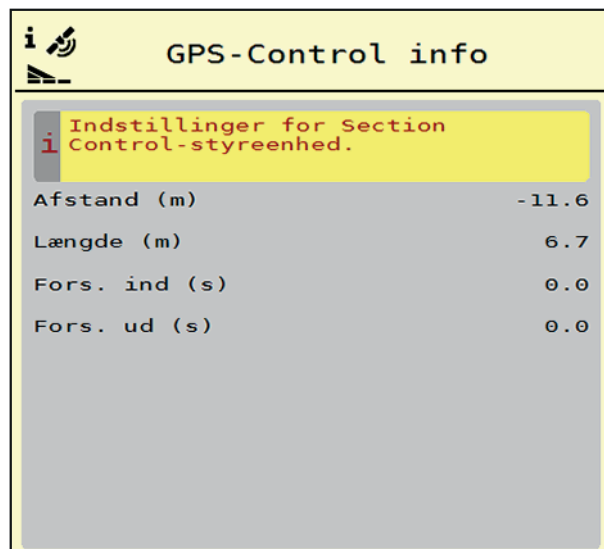 i
GPS-Control info
i
Indstillinger for Section
Control-styreenhed.
Afstand (m) -11.6
Længde (m) 6.7
Fors. ind (s) 0.0
Fors. ud (s) 0.0